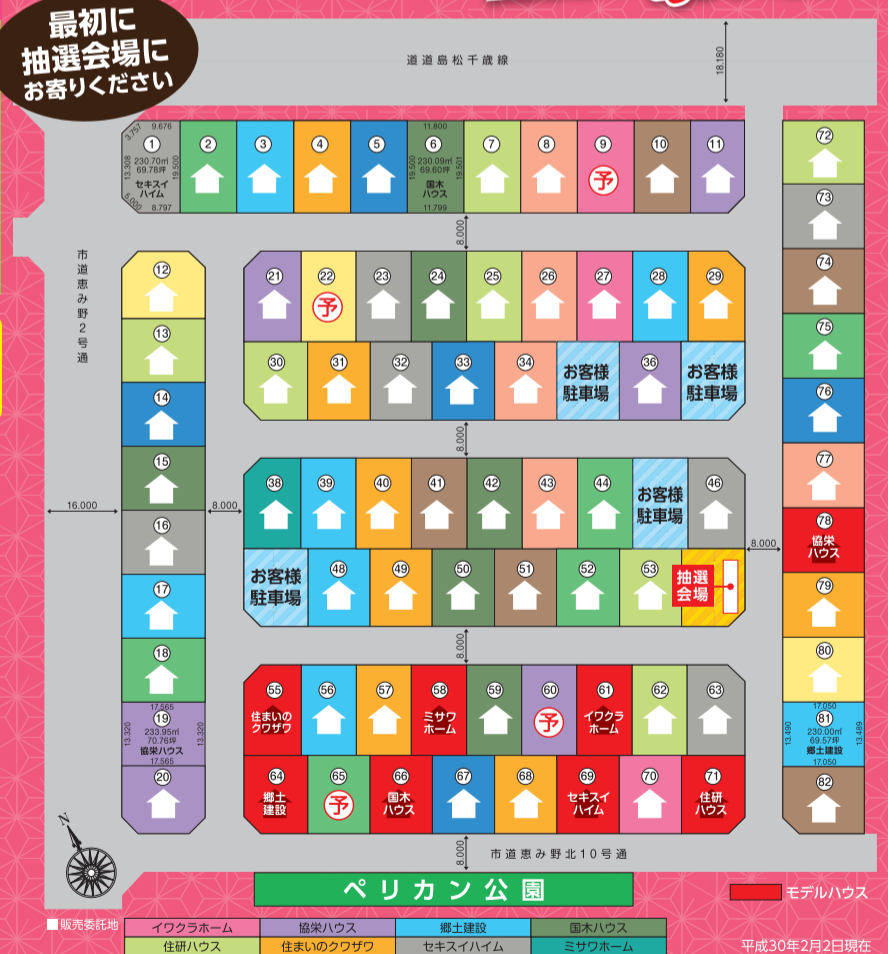 最初に
抽選会場に
お寄りください
道道島松千歳線
18.180
3.757
9.676
①
13.308
230.70㎡
69.78坪
19.500
セキスイ
ハイム
5.000
8.797
②
③
④
⑤
11.800
⑥
19.500
230.09㎡
69.60坪
19.501
国木
ハウス
11.799
⑦
⑧
⑨
予
⑩
⑪
8.000
市道恵み野2号通
⑫
⑬
⑭
⑮
⑯
⑰
⑱
17.565
⑲
13.320
233.95㎡
70.76坪
13.320
協栄ハウス
17.565
⑳
16.000
8.000
㉑
㉒
予
㉓
㉔
㉕
㉖
㉗
㉘
㉙
㉚
㉛
㉜
㉝
㉞
お客様
駐車場
㊱
お客様
駐車場
8.000
㊳
㊴
㊵
㊶
㊷
㊸
㊹
お客様
駐車場
㊻
お客様
駐車場
㊽
㊾
㊿
51
52
53
抽選
会場
8.000
8.000
55
住まいの
クワザワ
56
57
58
ミサワ
ホーム
59
60
予
61
イワクラ
ホーム
62
63
64
郷土
建設
65
予
66
国木
ハウス
67
68
69
セキスイ
ハイム
70
71
住研
ハウス
72
73
74
75
76
77
78
協栄
ハウス
79
80
17.050
81
13.490
230.00㎡
69.57坪
13.489
郷土建設
17.050
82
8.000
市道恵み野北10号通
N
ペリカン公園
モデルハウス
■販売委託地
イワクラホーム 協栄ハウス 郷土建設 国木ハウス
住研ハウス 住まいのクワザワ セキスイハイム ミサワホーム
平成30年2月2日現在